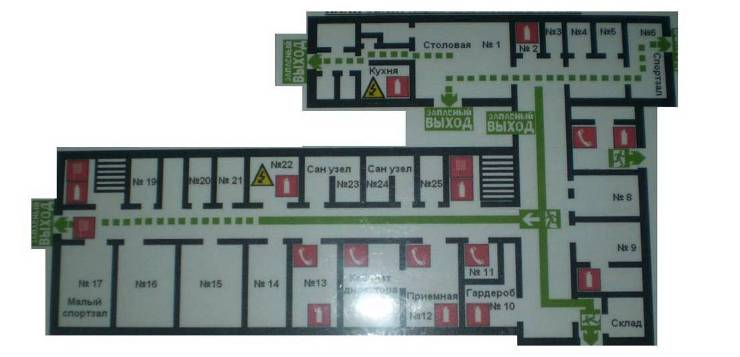 ЗАПАСНЫЙ
ВЫХОД
Столовая
№ 1
№ 2
№3
№4
№5
№6
Спортзал
Кухня
ЗАПАСНЫЙ
ВЫХОД
ЗАПАСНЫЙ
ВЫХОД
№ 19
№20
№ 21
№22
Сан узел
№23
Сан узел
№24
№25
№ 8
ЗАПАСНЫЙ
ВЫХОД
№ 9
№ 17
Малый
спортзал
№16
№15
№ 14
№13
директора
Приемная
№12
№ 11
Гардероб
№ 10
Склад